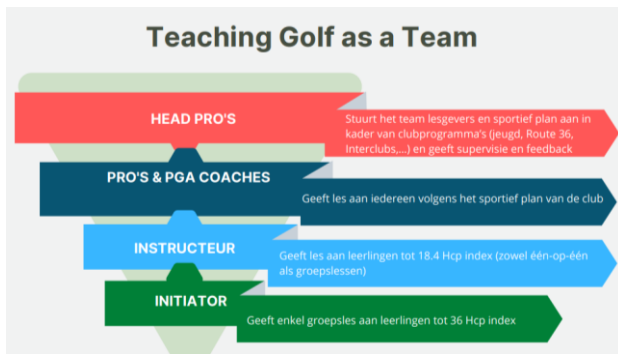 Teaching Golf as a Team
HEAD PRO'S
Stuurt het team lesgevers en sportief plan aan in
kader van clubprogramma's (jeugd, Route 36,
Interclubs,...) en geeft supervisie en feedback
PRO'S & PGA COACHES
Geeft les aan iedereen volgens het sportief plan van de club
INSTRUCTEUR
Geeft les aan leerlingen tot 18.4 Hcp index (zowel één-op-één
als groepslessen)
INITIATOR
Geeft enkel groepsles aan leerlingen tot 36 Hcp index